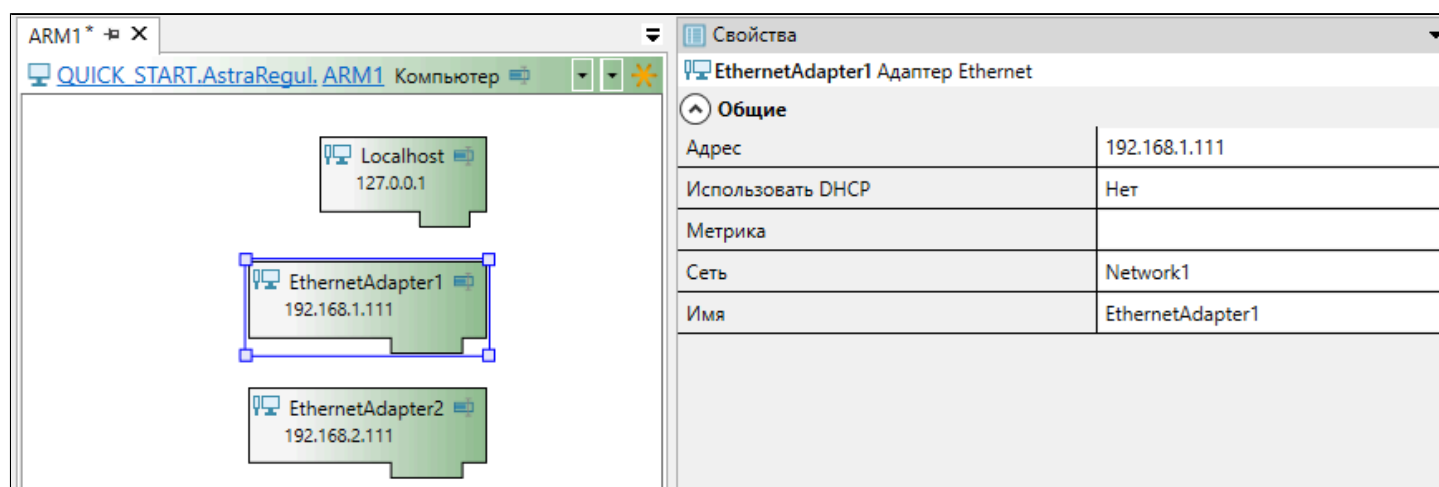 ARM1*
QUICK_START.AstraRegul. ARM1 Компьютер
Localhost
127.0.0.1
EthernetAdapter1
192.168.1.111
EthernetAdapter2
192.168.2.111
Свойства
EthernetAdapter1 Адаптер Ethernet
Общие
Адрес 192.168.1.111
Использовать DHCP Нет
Метрика
Сеть Network1
Имя EthernetAdapter1